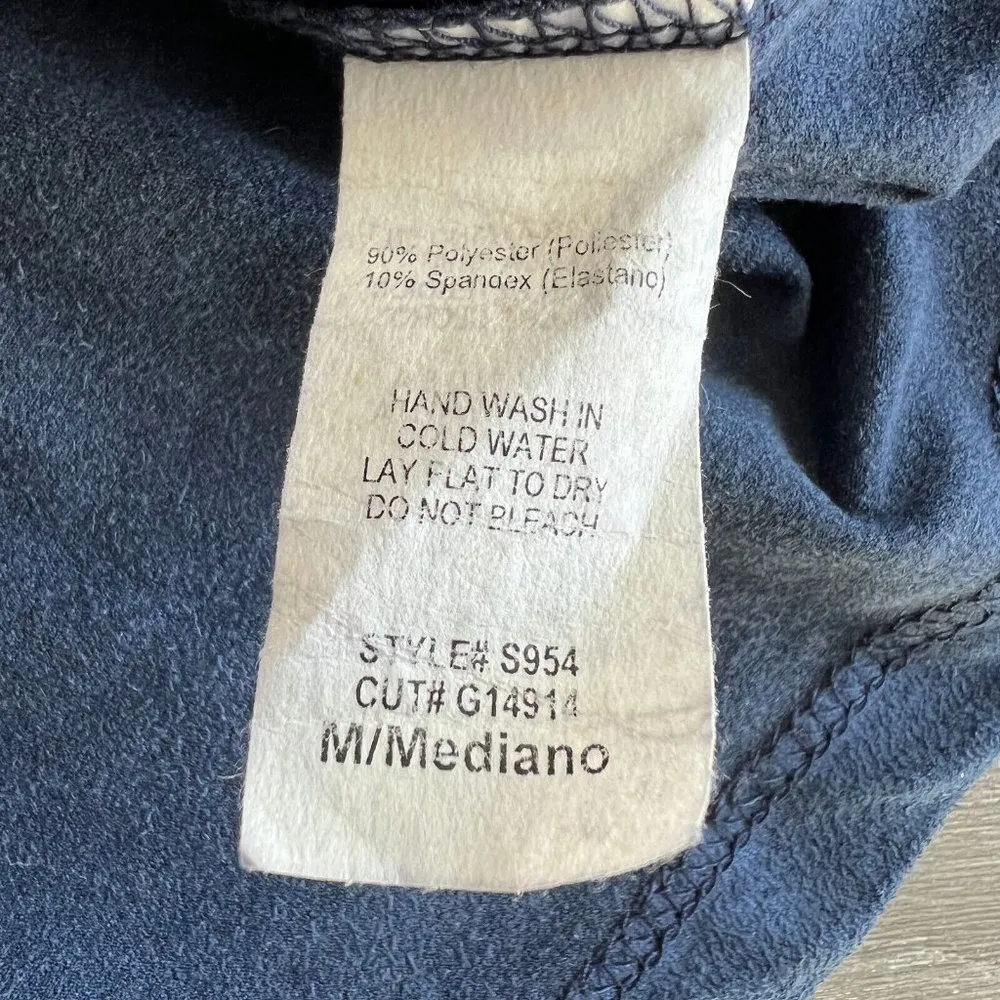 90% Polyester (Poliester)
10% Spandex (Elastano)
HAND WASH IN
COLD WATER
LAY FLAT TO DRY
DO NOT BLEACH
STYLE# S954
CUT# G14914
M/Mediano